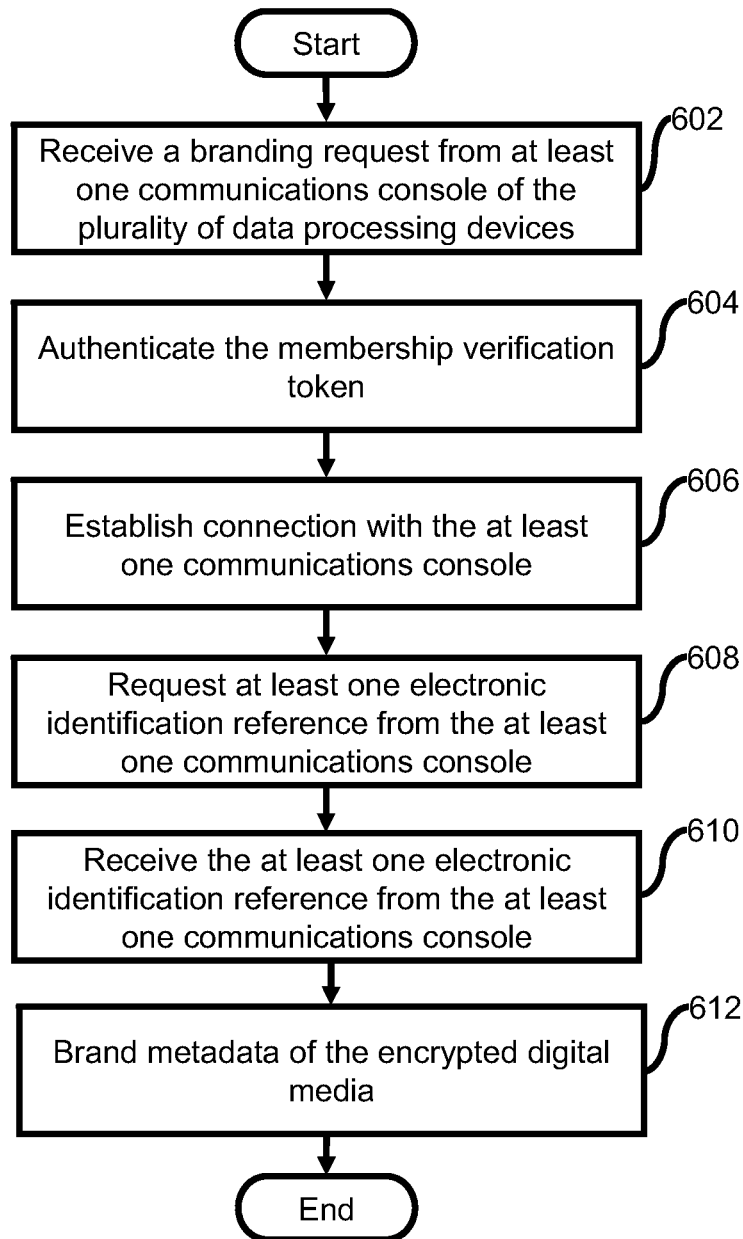 Start
602
Receive a branding request from at least
one communications console of the
plurality of data processing devices
604
Authenticate the membership verification
token
606
Establish connection with the at least
one communications console
608
Request at least one electronic
identification reference from the at least
one communications console
610
Receive the at least one electronic
identification reference from the at least
one communications console
612
Brand metadata of the encrypted digital
media
End